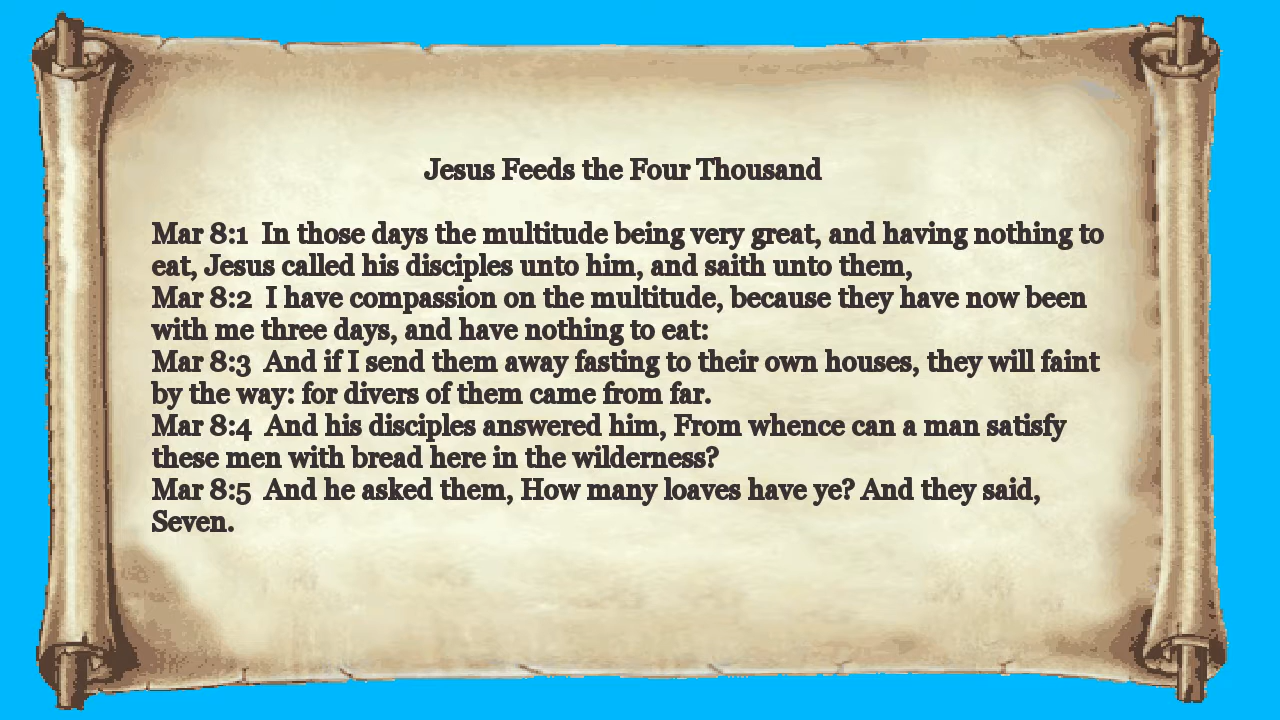 Jesus Feeds the Four Thousand
Mar 8:1  In those days the multitude being very great, and having nothing to
eat, Jesus called his disciples unto him, and saith unto them,
Mar 8:2  I have compassion on the multitude, because they have now been
with me three days, and have nothing to eat:
Mar 8:3  And if I send them away fasting to their own houses, they will faint
by the way: for divers of them came from far.
Mar 8:4  And his disciples answered him, From whence can a man satisfy
these men with bread here in the wilderness?
Mar 8:5  And he asked them, How many loaves have ye? And they said,
Seven.